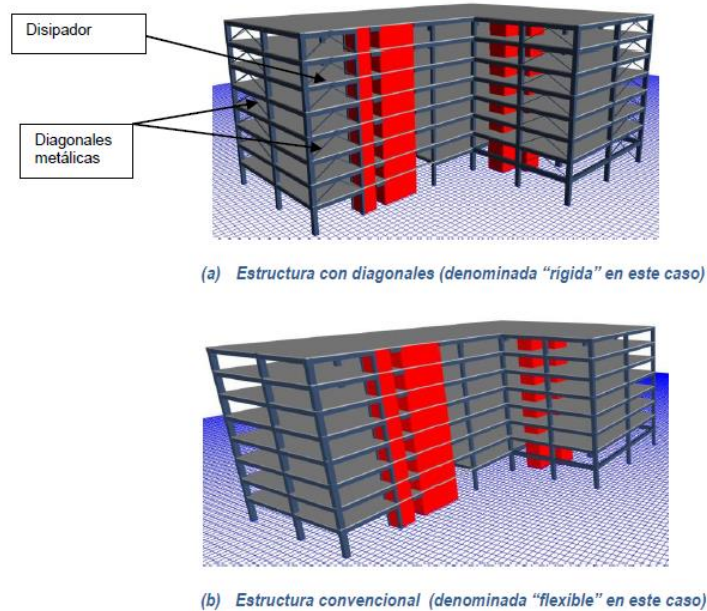 Disipador
Diagonales
metálicas
(a) Estructura con diagonales (denominada “rígida” en este caso)
(b) Estructura convencional (denominada “flexible” en este caso)